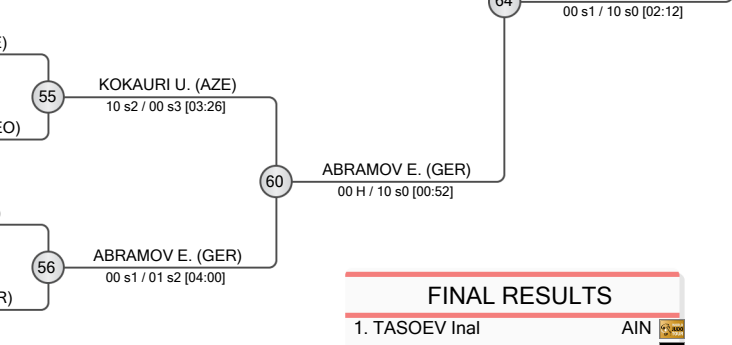 64
00 s1 / 10 s0 [02:12]
)
55
KOKAURI U. (AZE)
10 s2 / 00 s3 [03:26]
EO)
60
ABRAMOV E. (GER)
00 H / 10 s0 [00:52]
56
ABRAMOV E. (GER)
00 s1 / 01 s2 [04:00]
R)
FINAL RESULTS
1. TASOEV Inal AIN